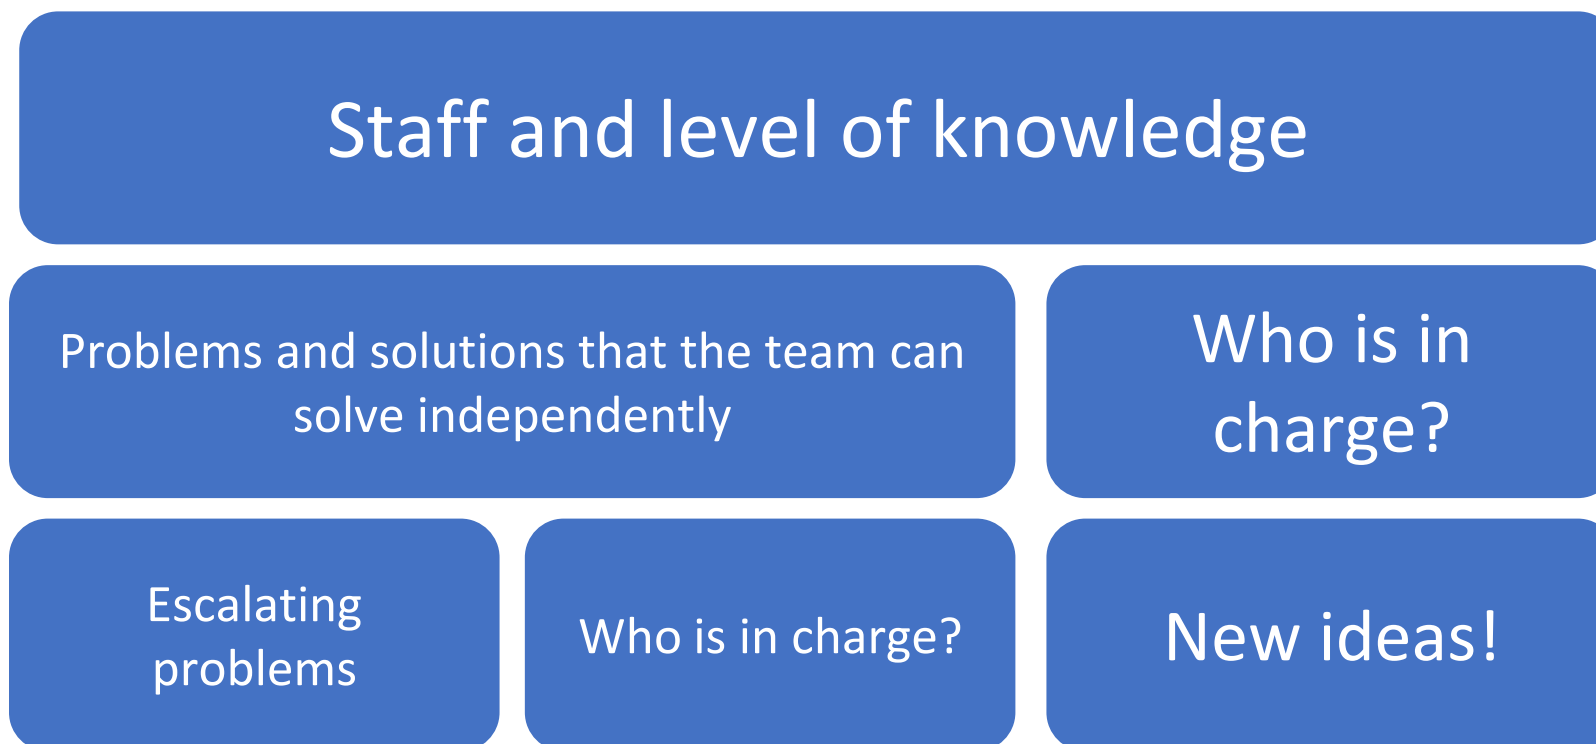 Staff and level of knowledge
Problems and solutions that the team can
solve independently
Who is in
charge?
Escalating
problems
Who is in charge?
New ideas!